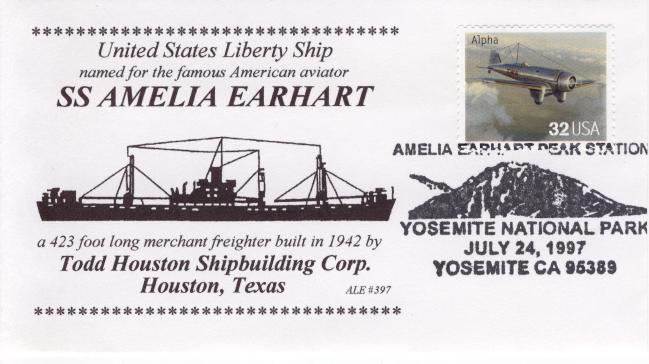 ************************************
United States Liberty Ship
named for the famous American aviator
SS AMELIA EARHART
a 423 foot long merchant freighter built in 1942 by
Todd Houston Shipbuilding Corp.
Houston, Texas
ALE #397
************************************
Alpha
32 USA
AMELIA EARHART PEAK STATION
YOSEMITE NATIONAL PARK
JULY 24, 1997
YOSEMITE CA 95389